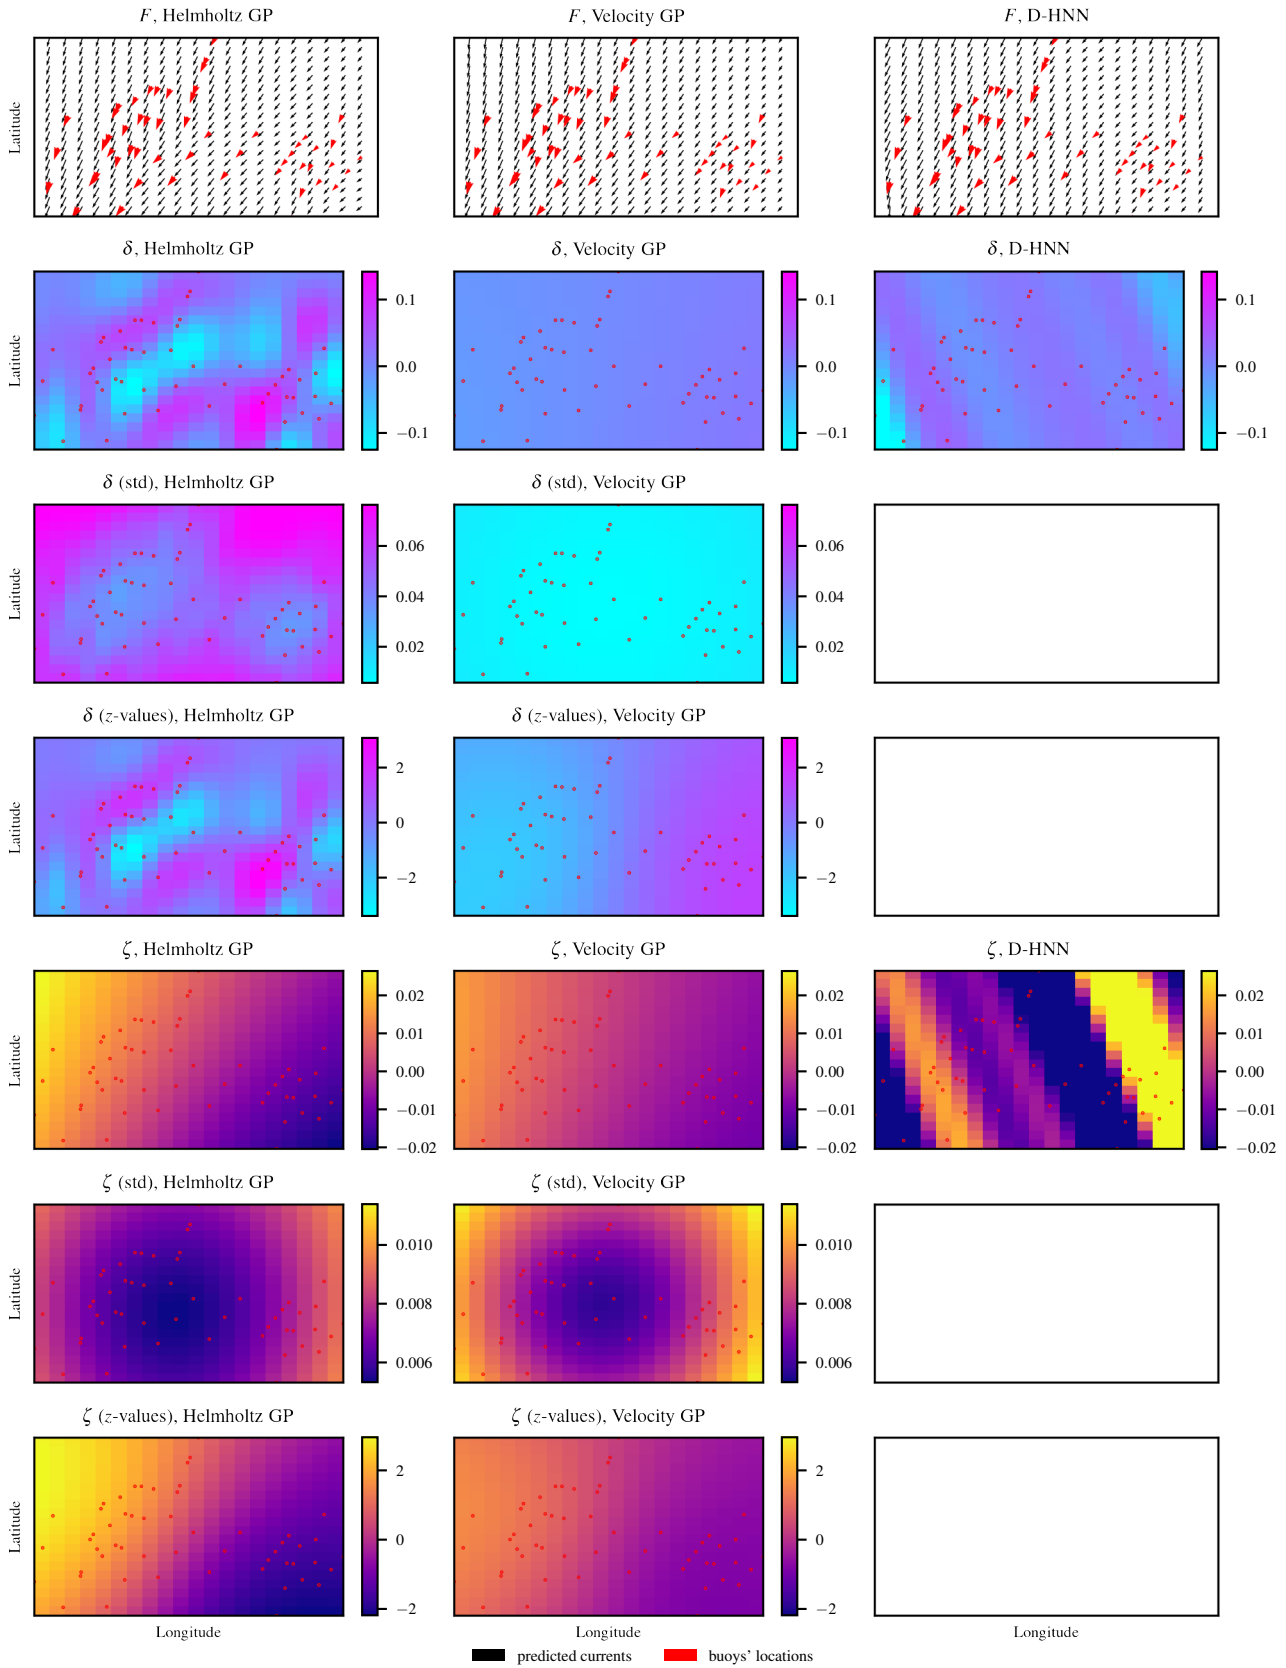 F, Helmholtz GP
F, Velocity GP
F, D-HNN
Latitude
δ, Helmholtz GP
δ, Velocity GP
δ, D-HNN
Latitude
0.1
0.0
−0.1
0.1
0.0
−0.1
0.1
0.0
−0.1
δ (std), Helmholtz GP
δ (std), Velocity GP
Latitude
0.06
0.04
0.02
0.06
0.04
0.02
δ (z-values), Helmholtz GP
δ (z-values), Velocity GP
Latitude
2
0
−2
2
0
−2
ζ, Helmholtz GP
ζ, Velocity GP
ζ, D-HNN
Latitude
0.02
0.01
0.00
−0.01
−0.02
0.02
0.01
0.00
−0.01
−0.02
0.02
0.01
0.00
−0.01
−0.02
ζ (std), Helmholtz GP
ζ (std), Velocity GP
Latitude
0.010
0.008
0.006
0.010
0.008
0.006
ζ (z-values), Helmholtz GP
ζ (z-values), Velocity GP
Latitude
2
0
−2
2
0
−2
Longitude
Longitude
Longitude
predicted currents
buoys’ locations